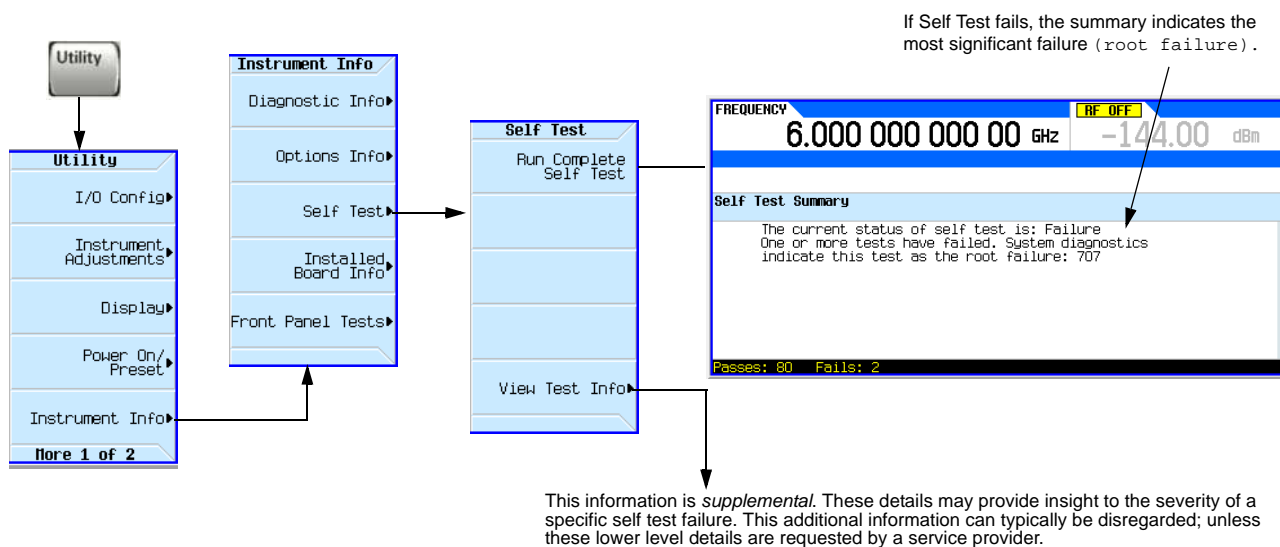 If Self Test fails, the summary indicates the
most significant failure (root failure).
Utility
Utility
I/O Config
Instrument
Adjustments
Display
Power On/
Preset
Instrument Info
More 1 of 2
Instrument Info
Diagnostic Info
Options Info
Self Test
Installed
Board Info
Front Panel Tests
Self Test
Run Complete
Self Test
View Test Info
FREQUENCY
6.000 000 000 00 GHz
RF OFF
-144.00 dBm
Self Test Summary
The current status of self test is: Failure
One or more tests have failed. System diagnostics
indicate this test as the root failure: 707
Passes: 80 Fails: 2
This information is supplemental. These details may provide insight to the severity of a
specific self test failure. This additional information can typically be disregarded; unless
these lower level details are requested by a service provider.